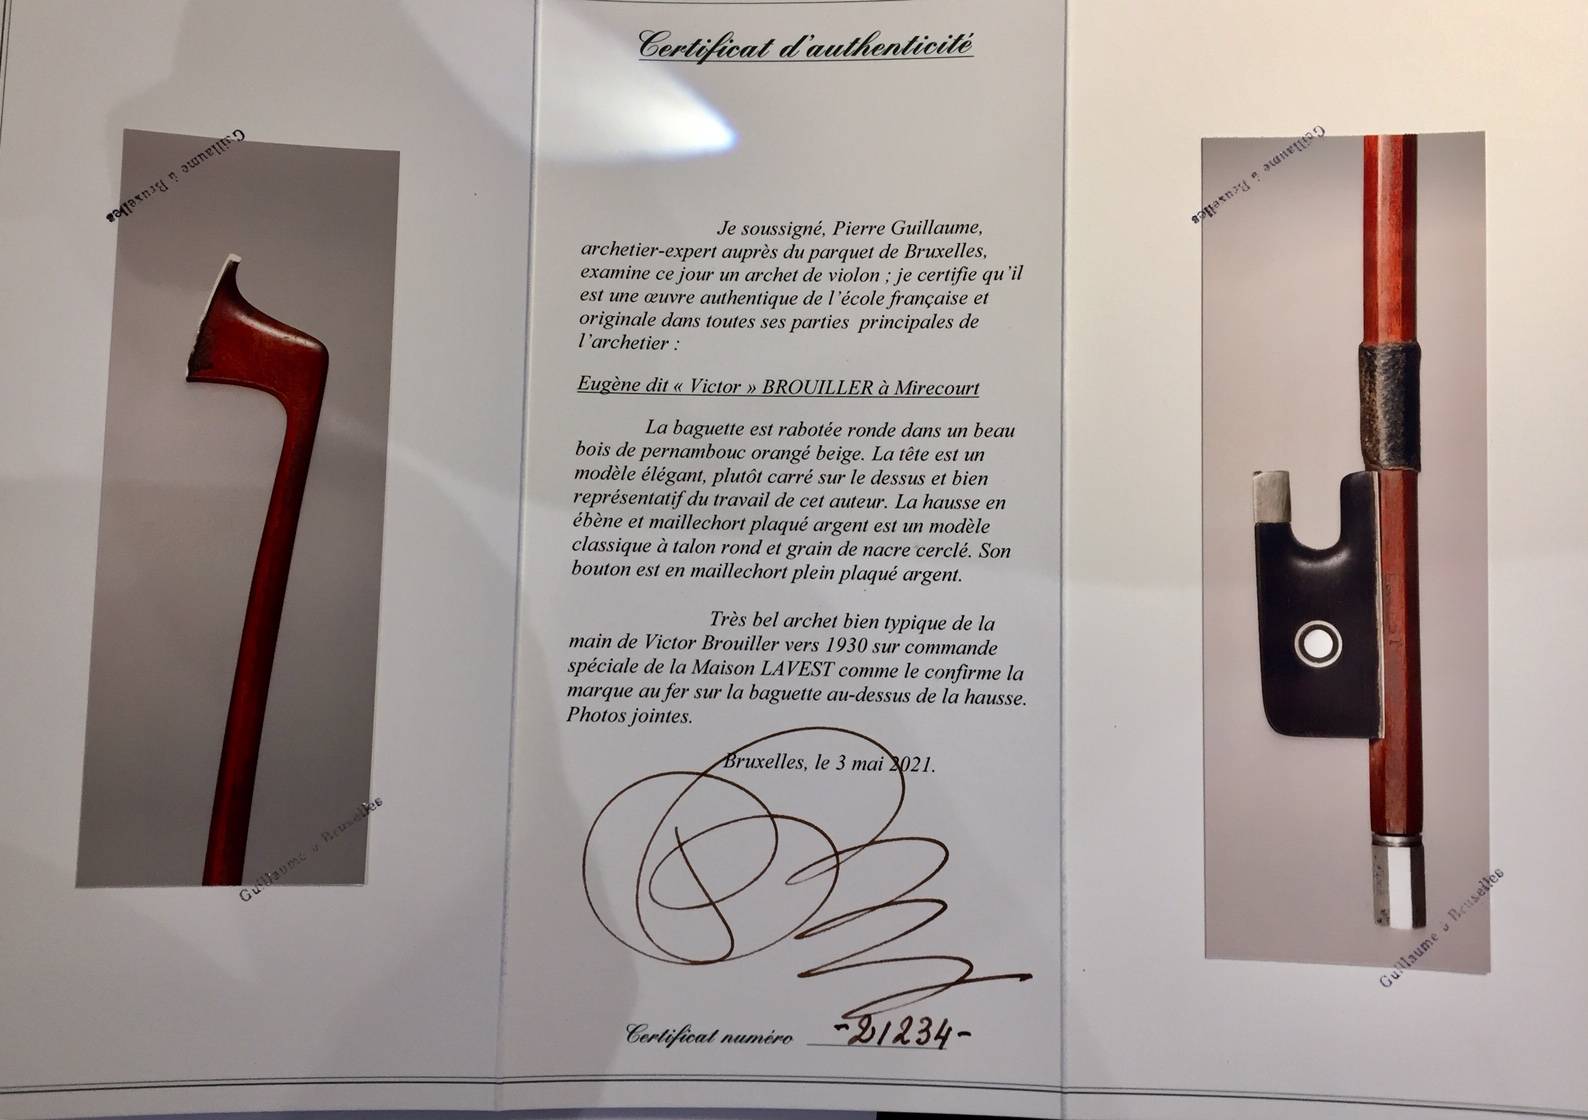 Certificat d'authenticité
Guillaume à Bruxelles
Guillaume à Bruxelles
Je soussigné, Pierre Guillaume,
archetier-expert auprès du parquet de Bruxelles,
examine ce jour un archet de violon ; je certifie qu'il
est une œuvre authentique de l'école française et
originale dans toutes ses parties principales de
l'archetier :
Eugène dit « Victor » BROUILLER à Mirecourt
La baguette est rabotée ronde dans un beau
bois de pernambouc orangé beige. La tête est un
modèle élégant, plutôt carré sur le dessus et bien
représentatif du travail de cet auteur. La hausse en
ébène et maillechort plaqué argent est un modèle
classique à talon rond et grain de nacre cerclé. Son
bouton est en maillechort plein plaqué argent.
Très bel archet bien typique de la
main de Victor Brouiller vers 1930 sur commande
spéciale de la Maison LAVEST comme le confirme la
marque au fer sur la baguette au-dessus de la hausse.
Photos jointes.
Bruxelles, le 3 mai 2021.
Certificat numéro -21234-
Guillaume à Bruxelles
Guillaume à Bruxelles